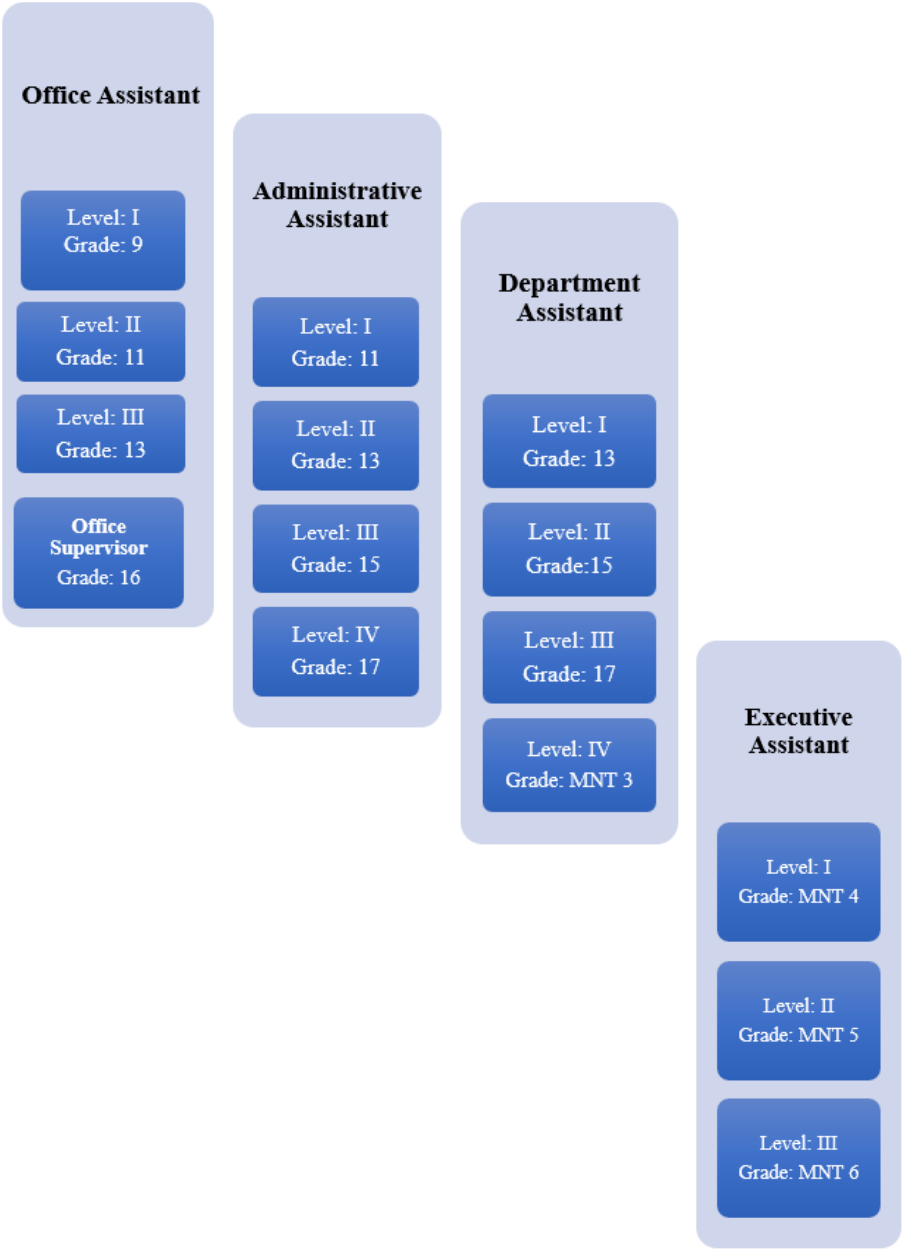 Office Assistant
Level: I
Grade: 9
Level: II
Grade: 11
Level: III
Grade: 13
Office
Supervisor
Grade: 16
Administrative
Assistant
Level: I
Grade: 11
Level: II
Grade: 13
Level: III
Grade: 15
Level: IV
Grade: 17
Department
Assistant
Level: I
Grade: 13
Level: II
Grade:15
Level: III
Grade: 17
Level: IV
Grade: MNT 3
Executive
Assistant
Level: I
Grade: MNT 4
Level: II
Grade: MNT 5
Level: III
Grade: MNT 6